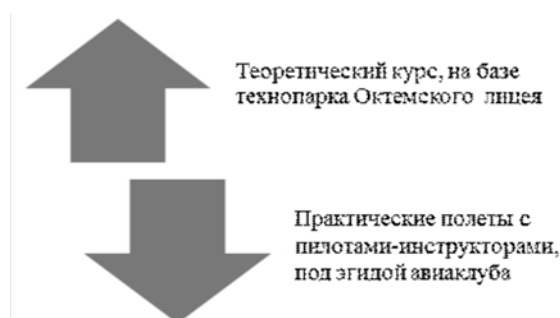 Теоретический курс, на базе
технопарка Октемского лицея
Практические полеты с
пилотами-инструкторами,
под эгидой авиаклуба